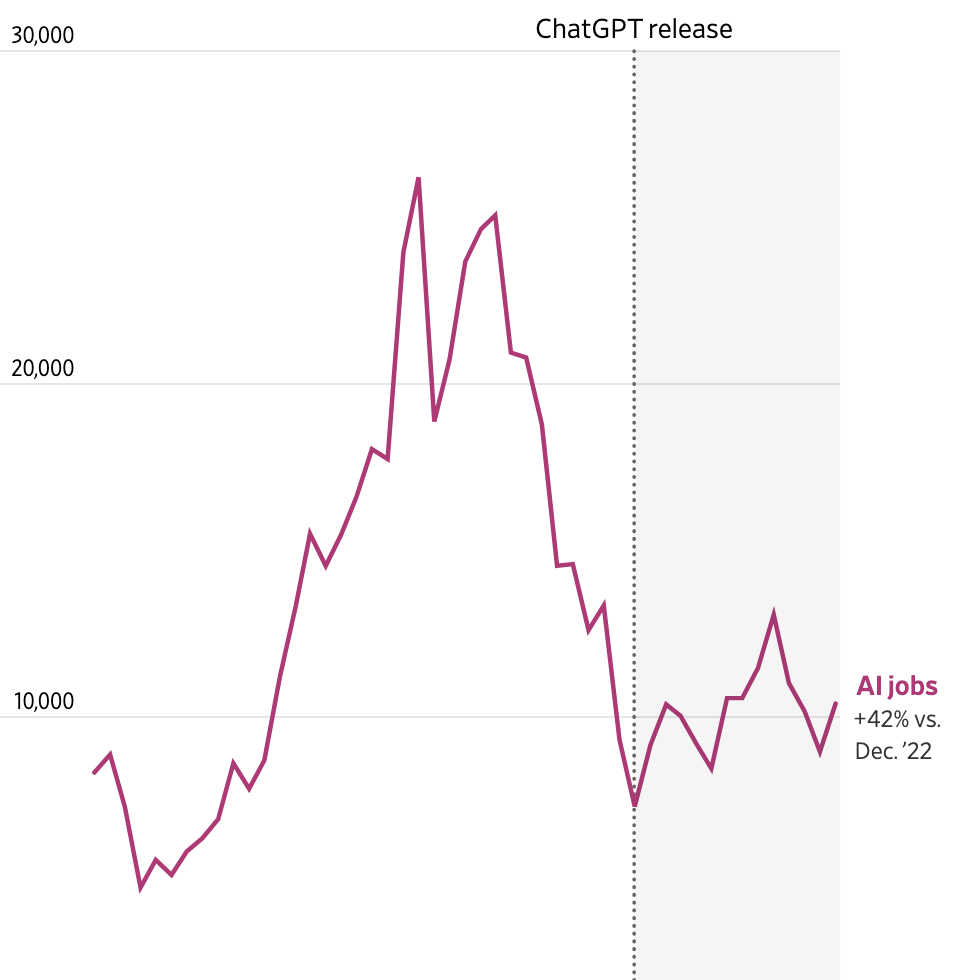 ChatGPT release
30,000
20,000
10,000
AI jobs
+42% vs.
Dec. ’22